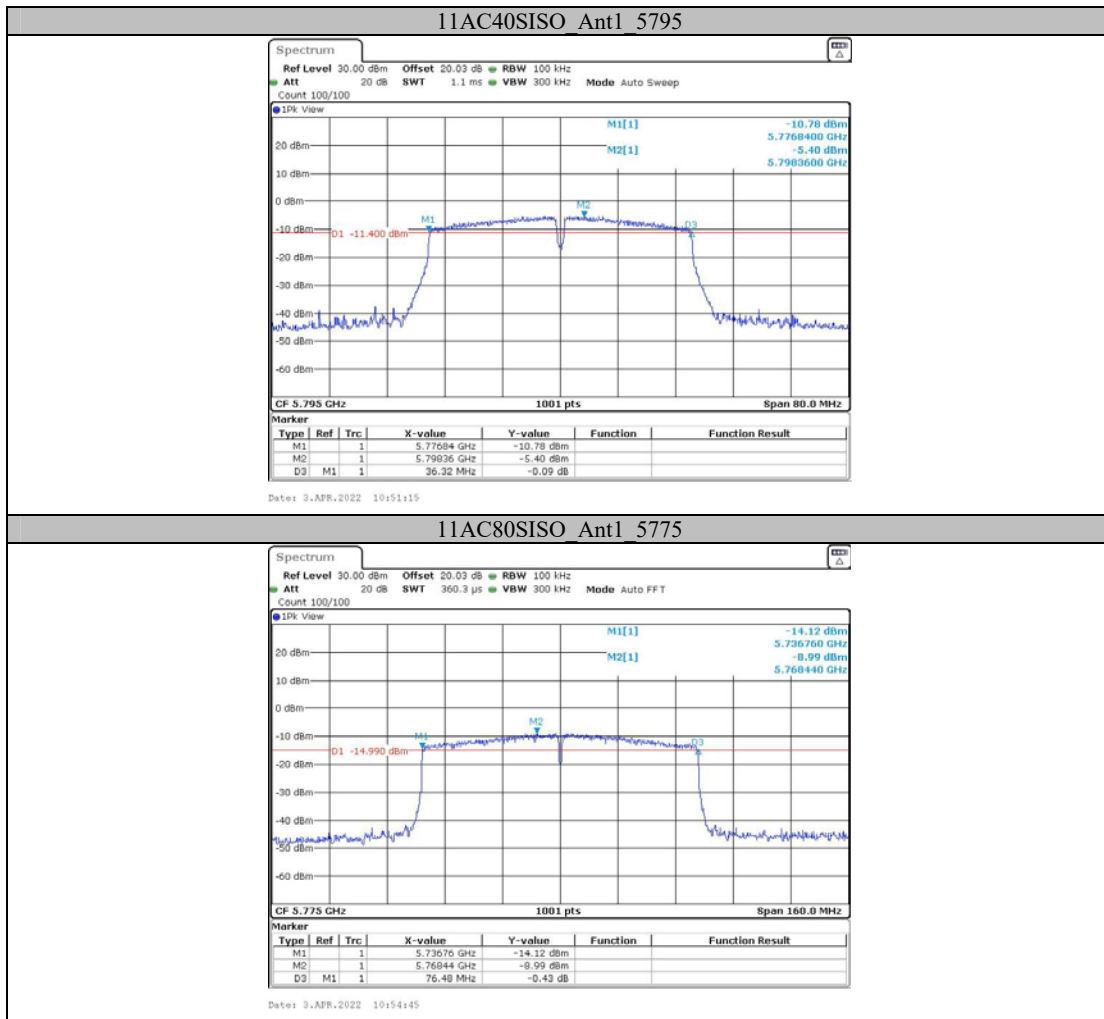 11AC40SISO_Ant1_5795
Spectrum
Ref Level 30.00 dBm Offset 20.03 dB RBW 100 kHz
Att 20 dB SWT 1.1 ms VBW 300 kHz Mode Auto Sweep
Count 100/100
1Pk View
M1[1] -10.78 dBm
5.7768400 GHz
20 dBm
M2[1] -5.40 dBm
5.7983600 GHz
10 dBm
0 dBm
M2
M1
D3
-10 dBm
D1 -11.400 dBm
-20 dBm
-30 dBm
-40 dBm
-50 dBm
-60 dBm
CF 5.795 GHz 1001 pts Span 80.0 MHz
Marker
Type Ref Trc X-value Y-value Function Function Result
M1 1 5.77684 GHz -10.78 dBm
M2 1 5.79836 GHz -5.40 dBm
D3 M1 1 36.32 MHz -0.09 dB
Date: 3.APR.2022 10:51:15
11AC80SISO_Ant1_5775
Spectrum
Ref Level 30.00 dBm Offset 20.03 dB RBW 100 kHz
Att 20 dB SWT 360.3 µs VBW 300 kHz Mode Auto FFT
Count 100/100
1Pk View
M1[1] -14.12 dBm
5.736760 GHz
20 dBm
M2[1] -8.99 dBm
5.768440 GHz
10 dBm
0 dBm
M2
-10 dBm
M1
D3
D1 -14.990 dBm
-20 dBm
-30 dBm
-40 dBm
-50 dBm
-60 dBm
CF 5.775 GHz 1001 pts Span 160.0 MHz
Marker
Type Ref Trc X-value Y-value Function Function Result
M1 1 5.73676 GHz -14.12 dBm
M2 1 5.76844 GHz -8.99 dBm
D3 M1 1 76.48 MHz -0.43 dB
Date: 3.APR.2022 10:54:45